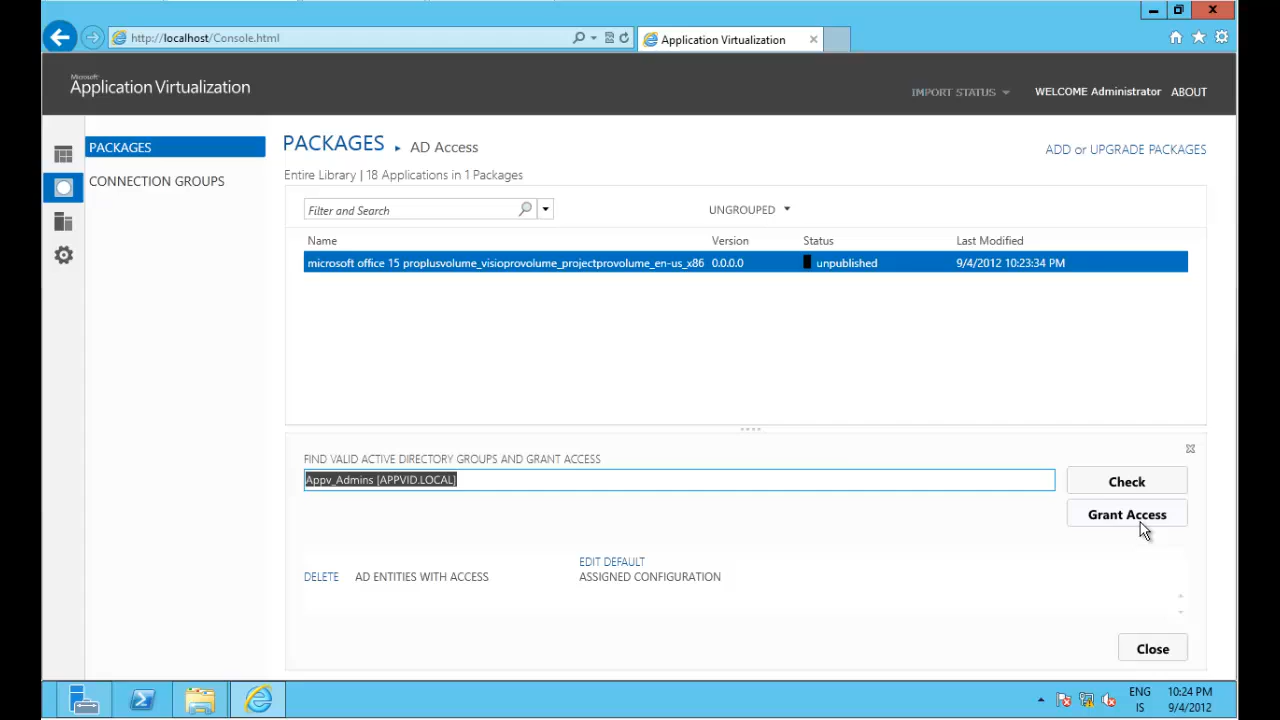 http://localhost/Console.html
Application Virtualization
Microsoft
Application Virtualization
IMPORT STATUS
WELCOME Administrator
ABOUT
PACKAGES
CONNECTION GROUPS
PACKAGES ▸ AD Access
ADD or UPGRADE PACKAGES
Entire Library | 18 Applications in 1 Packages
Filter and Search
UNGROUPED
Name Version Status Last Modified
microsoft office 15 proplusvolume_visioprovolume_projectprovolume_en-us_x86 0.0.0.0 unpublished 9/4/2012 10:23:34 PM
FIND VALID ACTIVE DIRECTORY GROUPS AND GRANT ACCESS
Appv_Admins [APPVID.LOCAL]
Check
Grant Access
EDIT DEFAULT
DELETE AD ENTITIES WITH ACCESS ASSIGNED CONFIGURATION
Close
ENG 10:24 PM
IS 9/4/2012